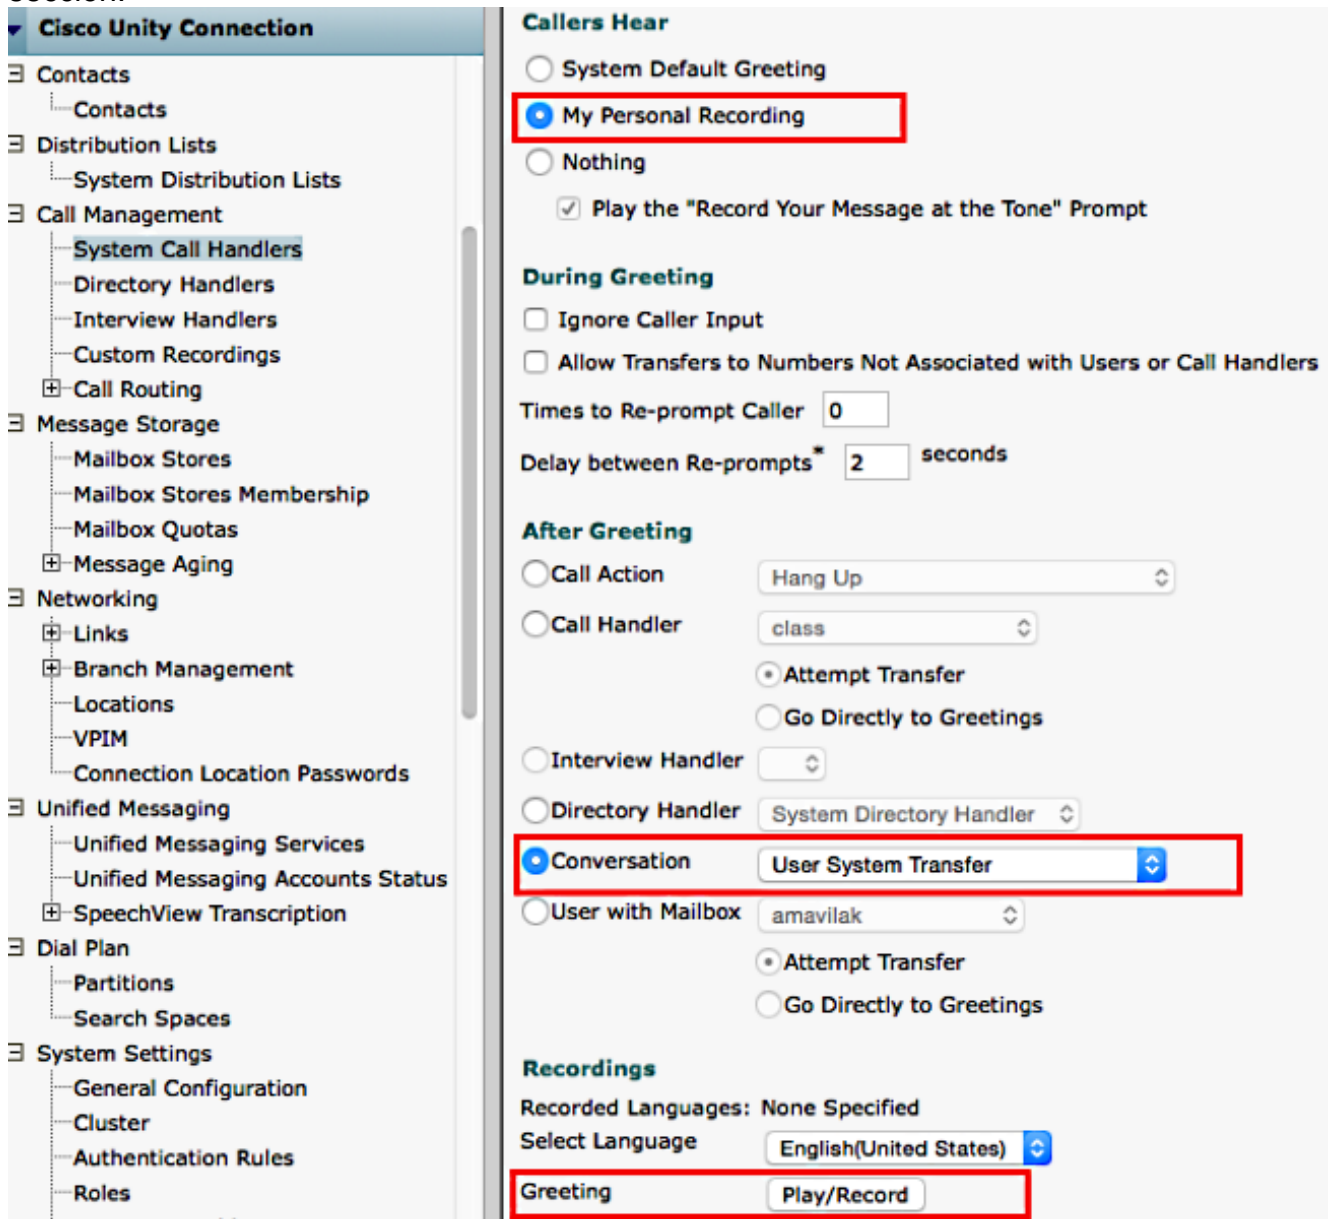 Cisco Unity Connection
Contacts
Contacts
Distribution Lists
System Distribution Lists
Call Management
System Call Handlers
Directory Handlers
Interview Handlers
Custom Recordings
Call Routing
Message Storage
Mailbox Stores
Mailbox Stores Membership
Mailbox Quotas
Message Aging
Networking
Links
Branch Management
Locations
VPIM
Connection Location Passwords
Unified Messaging
Unified Messaging Services
Unified Messaging Accounts Status
SpeechView Transcription
Dial Plan
Partitions
Search Spaces
System Settings
General Configuration
Cluster
Authentication Rules
Roles
Callers Hear
System Default Greeting
My Personal Recording
Nothing
Play the "Record Your Message at the Tone" Prompt
During Greeting
Ignore Caller Input
Allow Transfers to Numbers Not Associated with Users or Call Handlers
Times to Re-prompt Caller 0
Delay between Re-prompts* 2 seconds
After Greeting
Call Action Hang Up
Call Handler class
Attempt Transfer
Go Directly to Greetings
Interview Handler
Directory Handler System Directory Handler
Conversation User System Transfer
User with Mailbox amavilak
Attempt Transfer
Go Directly to Greetings
Recordings
Recorded Languages: None Specified
Select Language English(United States)
Greeting Play/Record